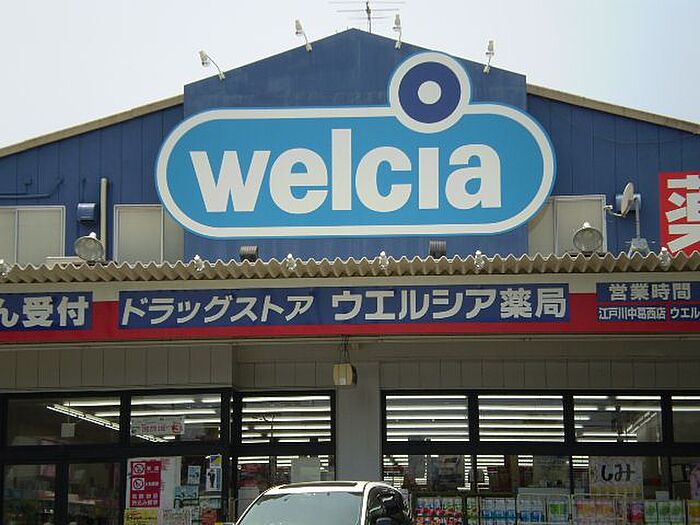 welcia
薬
ん受付
ドラッグストア ウエルシア薬局
営業時間
江戸川中葛西店 ウエル
しみ